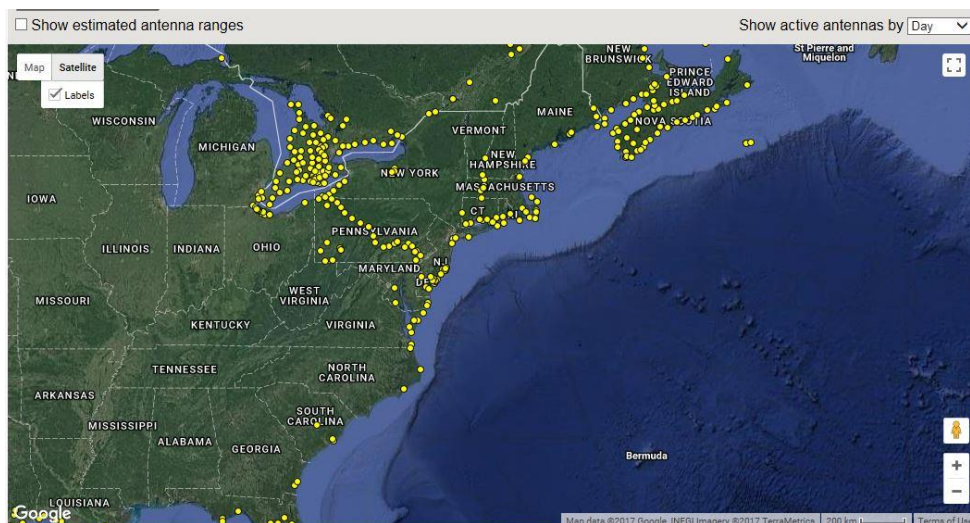 Show estimated antenna ranges
Show active antennas by Day
Map Satellite
Labels
NEW
BRUNSWICK
St Pierre and
Miquelon
PRINCE
EDWARD
ISLAND
MAINE
NOVA SCOTIA
WISCONSIN
VERMONT
MICHIGAN
NEW
HAMPSHIRE
NEW YORK
MASSACHUSETTS
IOWA
CT
RI
PENNSYLVANIA
ILLINOIS
INDIANA
OHIO
N.J
MARYLAND
DE
WEST
VIRGINIA
MISSOURI
KENTUCKY
VIRGINIA
TENNESSEE
NORTH
CAROLINA
ARKANSAS
SOUTH
CAROLINA
MISSISSIPPI
ALABAMA
GEORGIA
Bermuda
LOUISIANA
Google
Map data ©2017 Google, INEGI Imagery ©2017 TerraMetrics
200 km
Terms of Us